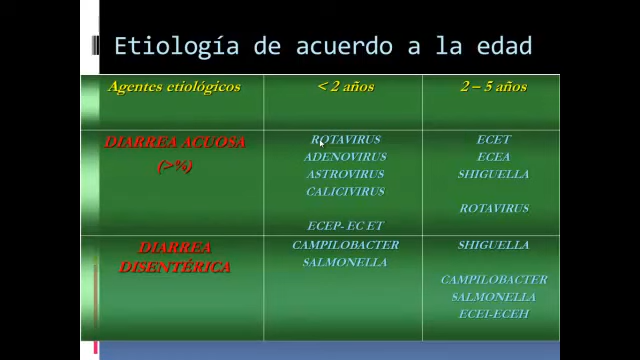 Etiología de acuerdo a la edad
Agentes etiológicos
< 2 años
2 – 5 años
DIARREA ACUOSA
(>%)
ROTAVIRUS
ADENOVIRUS
ASTROVIRUS
CALICIVIRUS
ECEP- EC ET
ECET
ECEA
SHIGUELLA
ROTAVIRUS
DIARREA
DISENTÉRICA
CAMPILOBACTER
SALMONELLA
SHIGUELLA
CAMPILOBACTER
SALMONELLA
ECEI-ECEH